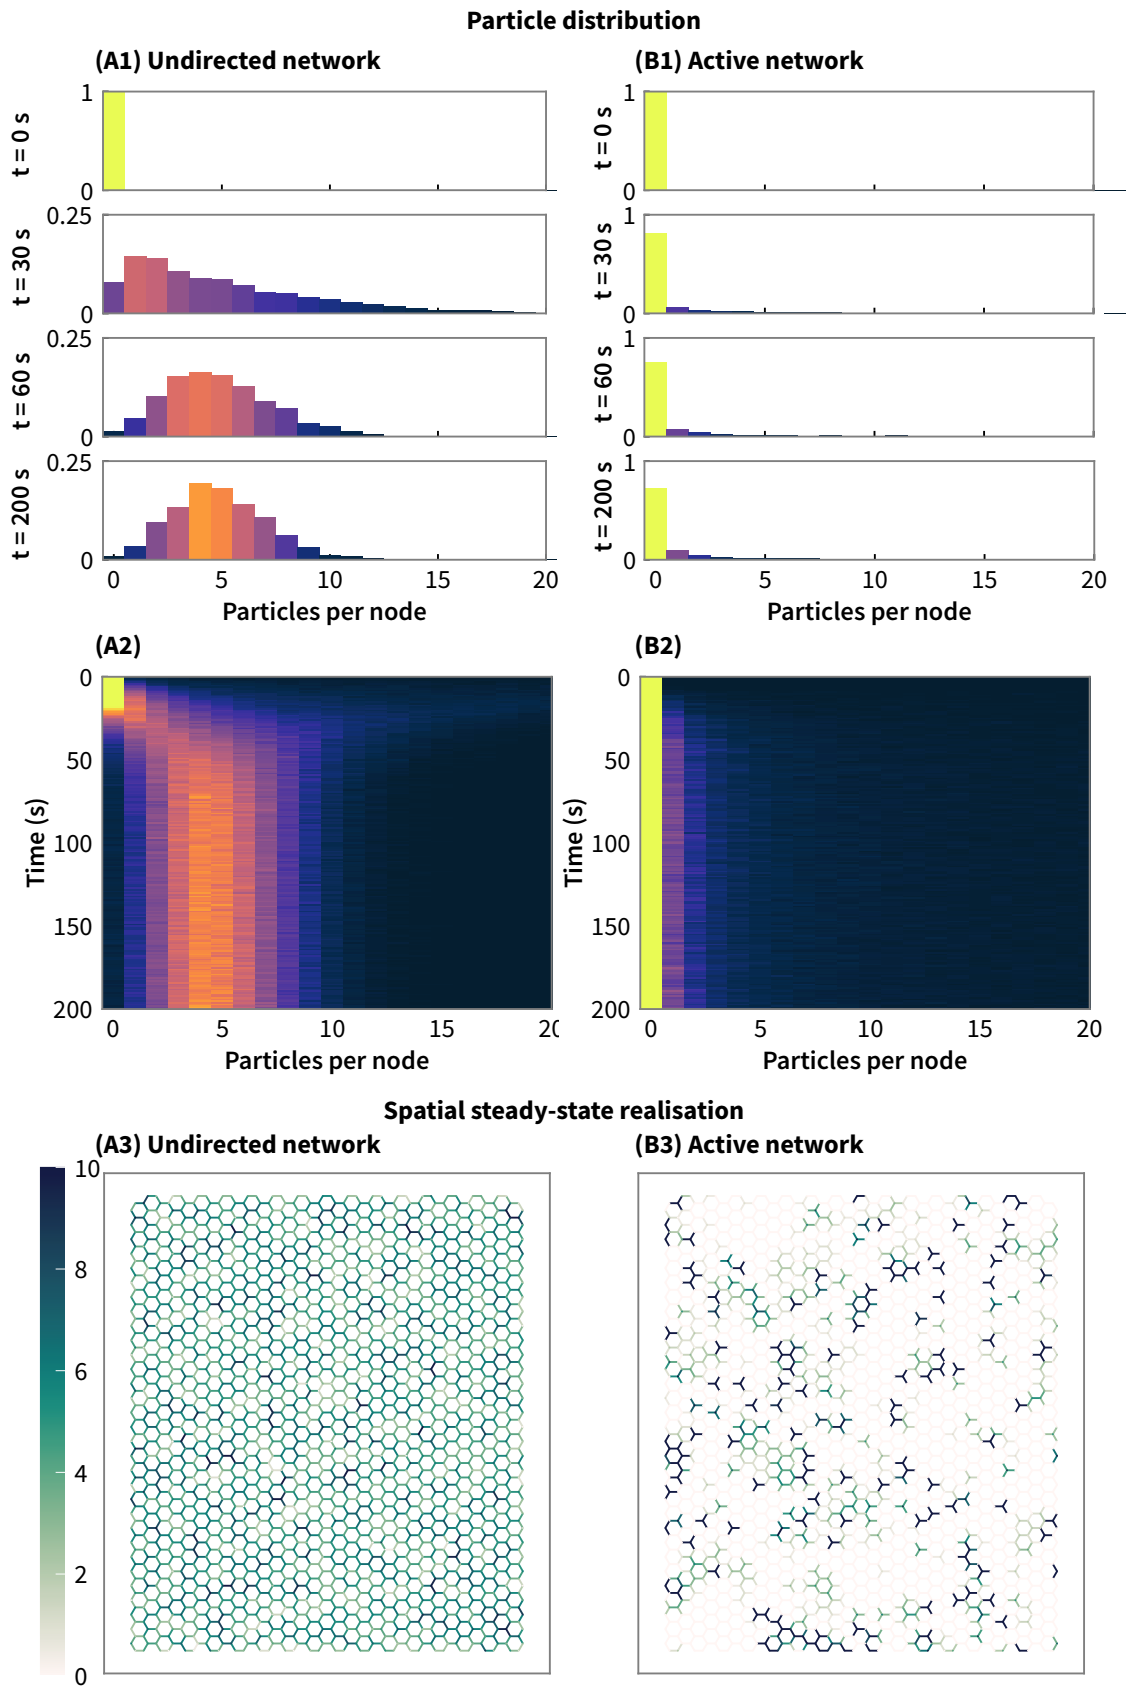 Particle distribution
(A1) Undirected network
1
0
t = 0 s
0.25
0
t = 30 s
0.25
0
t = 60 s
0.25
0
t = 200 s
0 5 10 15 20
Particles per node
(B1) Active network
1
0
t = 0 s
1
0
t = 30 s
1
0
t = 60 s
1
0
t = 200 s
0 5 10 15 20
Particles per node
(A2)
0
50
100
150
200
Time (s)
0 5 10 15 20
Particles per node
(B2)
0
50
100
150
200
Time (s)
0 5 10 15 20
Particles per node
Spatial steady-state realisation
(A3) Undirected network
(B3) Active network
10
8
6
4
2
0